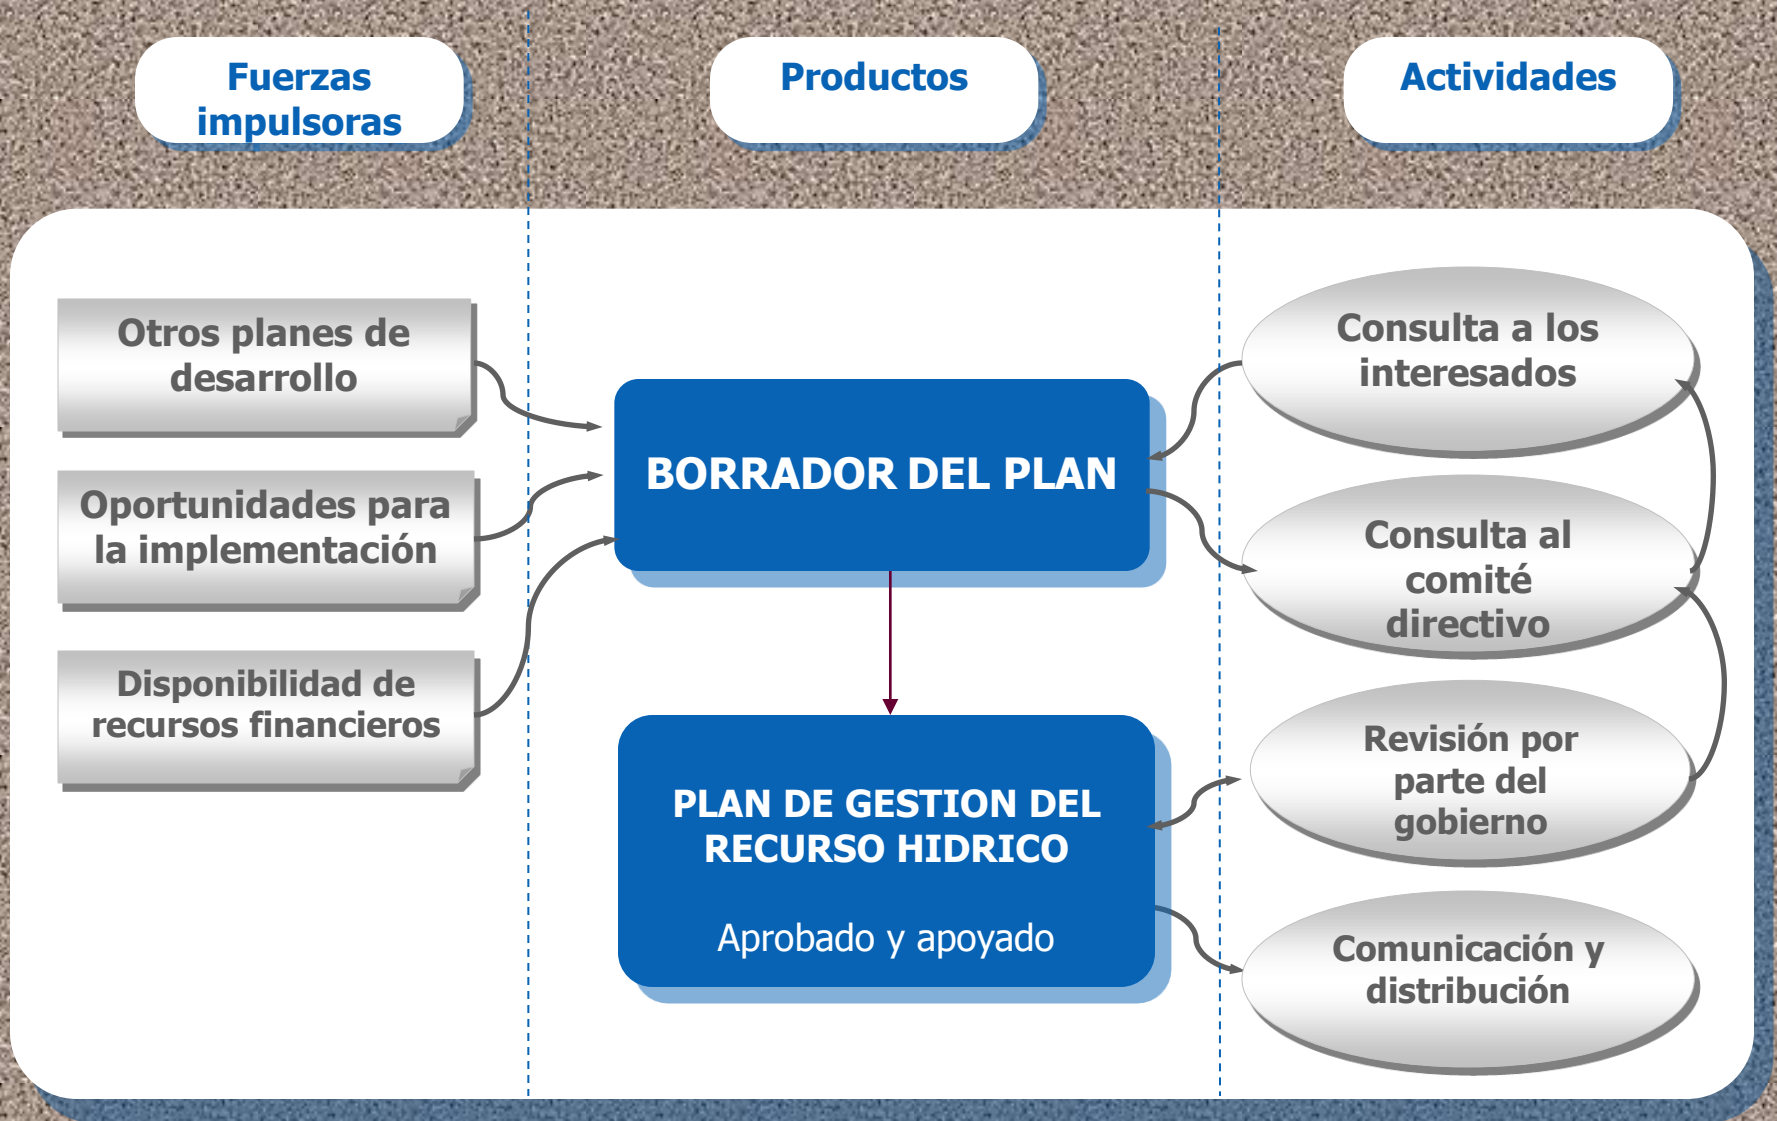 Fuerzas
impulsoras
Productos
Actividades
Otros planes de
desarrollo
Oportunidades para
la implementación
Disponibilidad de
recursos financieros
BORRADOR DEL PLAN
PLAN DE GESTION DEL
RECURSO HIDRICO
Aprobado y apoyado
Consulta a los
interesados
Consulta al
comité
directivo
Revisión por
parte del
gobierno
Comunicación y
distribución